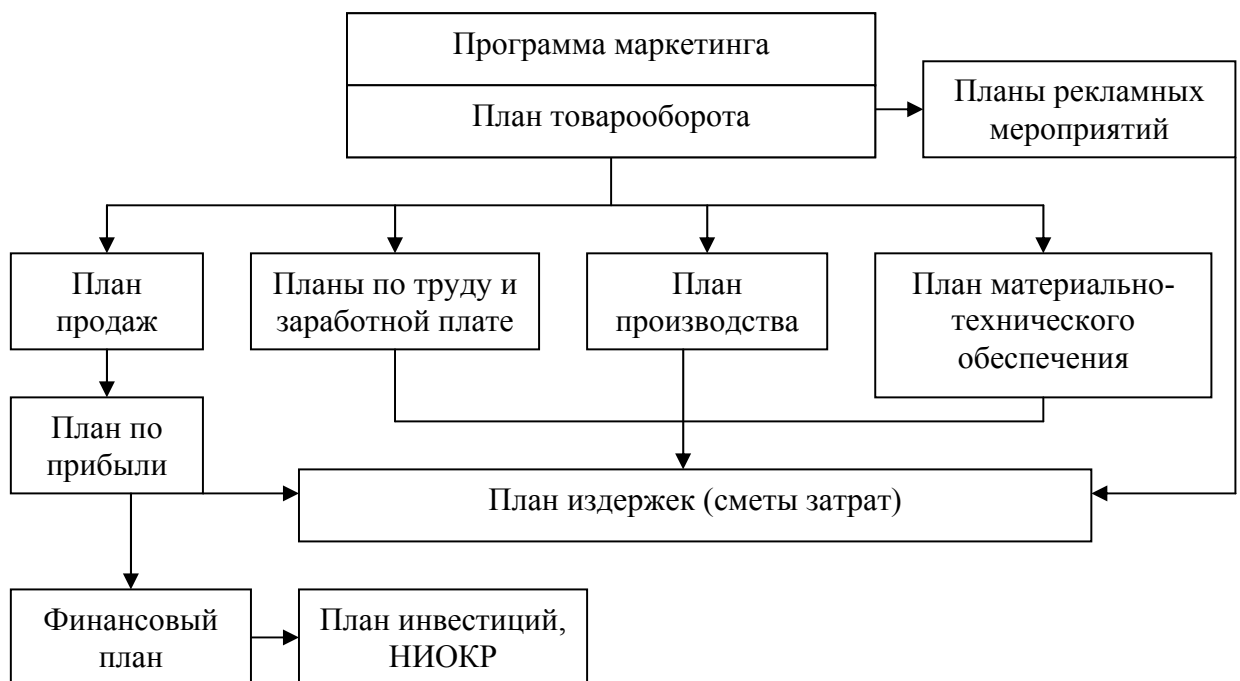 Программа маркетинга
План товарооборота
Планы рекламных
мероприятий
План
продаж
Планы по труду и
заработной плате
План
производства
План материально-
технического
обеспечения
План по
прибыли
План издержек (сметы затрат)
Финансовый
план
План инвестиций,
НИОКР